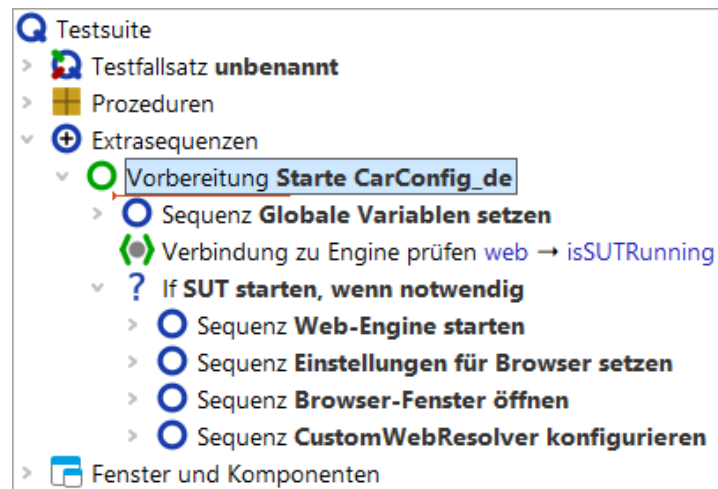 Testsuite
Testfallsatz unbenannt
Prozeduren
Extrasequenzen
Vorbereitung Starte CarConfig_de
Sequenz Globale Variablen setzen
Verbindung zu Engine prüfen web → isSUTRunning
If SUT starten, wenn notwendig
Sequenz Web-Engine starten
Sequenz Einstellungen für Browser setzen
Sequenz Browser-Fenster öffnen
Sequenz CustomWebResolver konfigurieren
Fenster und Komponenten